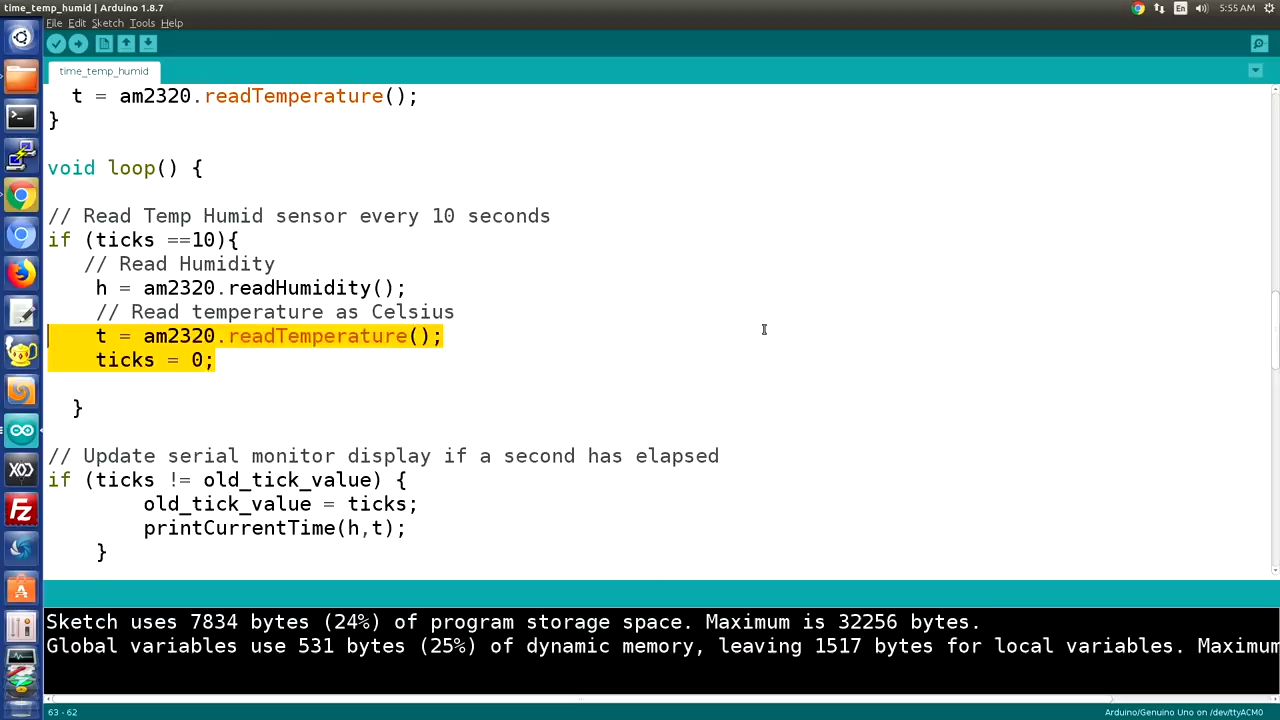 time_temp_humid | Arduino 1.8.7
En
5:55 AM
File Edit Sketch Tools Help
time_temp_humid
t = am2320.readTemperature();
}
void loop() {
// Read Temp Humid sensor every 10 seconds
if (ticks ==10){
// Read Humidity
h = am2320.readHumidity();
// Read temperature as Celsius
t = am2320.readTemperature();
ticks = 0;
}
// Update serial monitor display if a second has elapsed
if (ticks != old_tick_value) {
old_tick_value = ticks;
printCurrentTime(h,t);
}
Sketch uses 7834 bytes (24%) of program storage space. Maximum is 32256 bytes.
Global variables use 531 bytes (25%) of dynamic memory, leaving 1517 bytes for local variables. Maximum
63 - 62
Arduino/Genuino Uno on /dev/ttyACM0